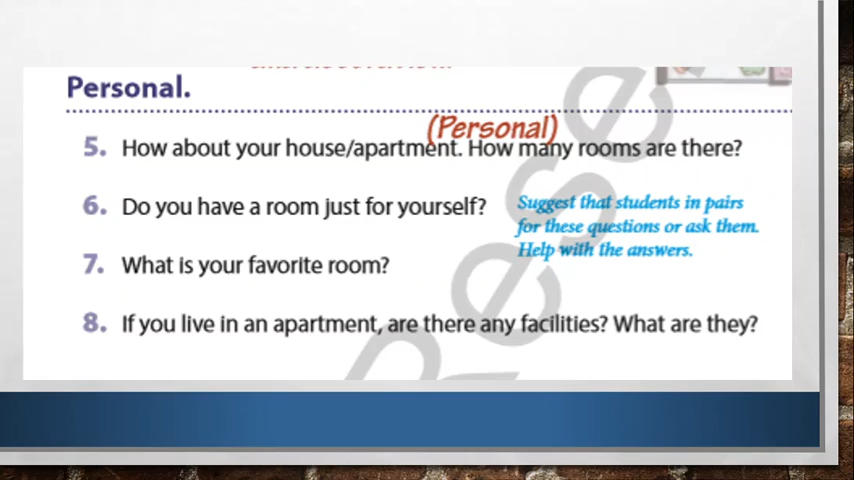 Personal.
(Personal)
5. How about your house/apartment. How many rooms are there?
6. Do you have a room just for yourself?
Suggest that students in pairs
for these questions or ask them.
Help with the answers.
7. What is your favorite room?
8. If you live in an apartment, are there any facilities? What are they?